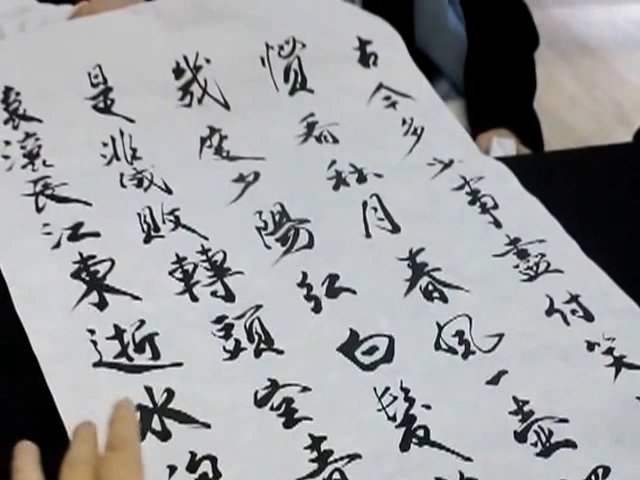 古今多少事盡付笑
慣看秋月春風一壺
幾度夕陽紅白髮
是非成敗轉頭空青
滾滾長江東逝水浪